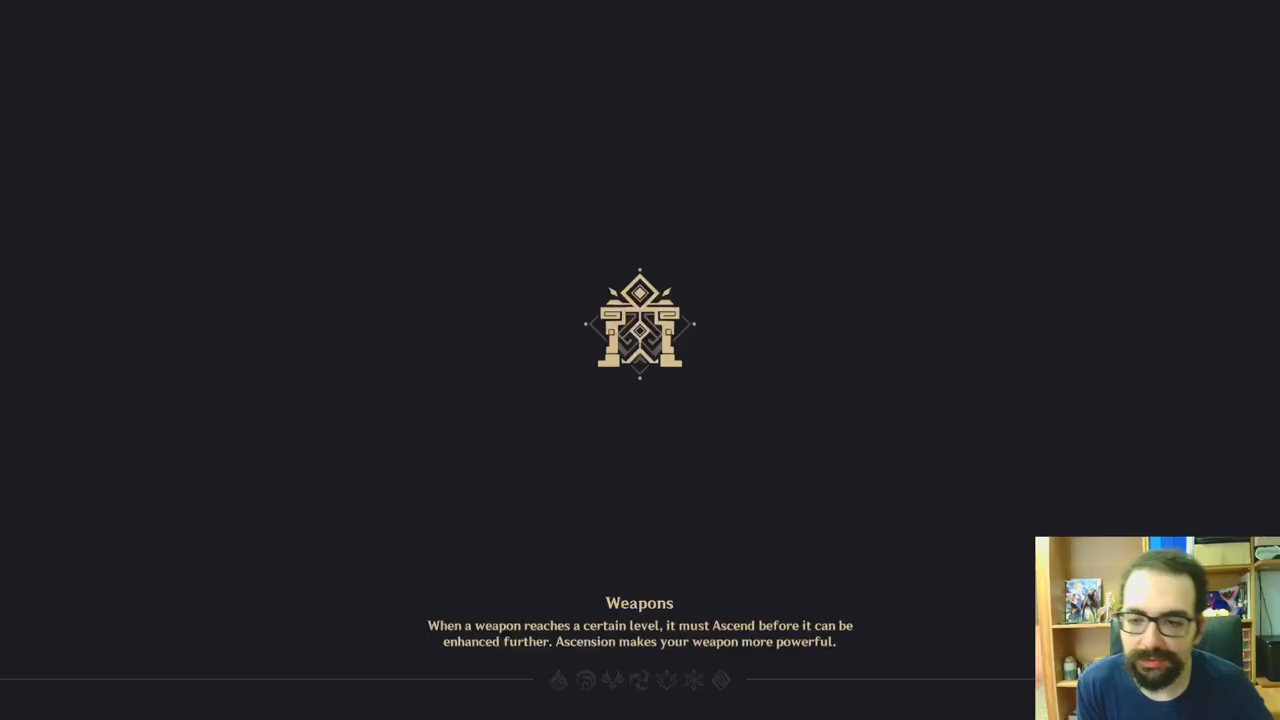 Weapons
When a weapon reaches a certain level, it must Ascend before it can be
enhanced further. Ascension makes your weapon more powerful.